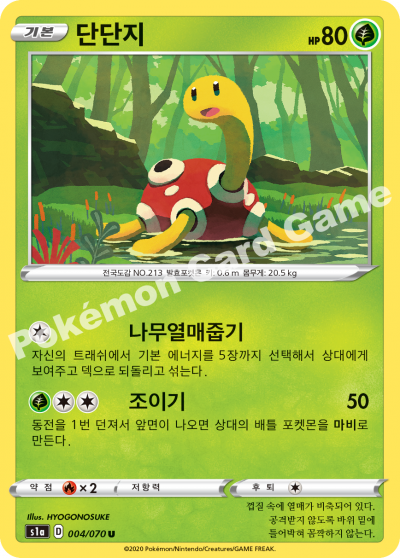 기본 단단지 HP 80
전국도감 NO.213 발효포켓몬 키: 0.6 m 몸무게: 20.5 kg
Pokémon Card Game
나무열매줍기
자신의 트래쉬에서 기본 에너지를 5장까지 선택해서 상대에게
보여주고 덱으로 되돌리고 섞는다.
조이기 50
동전을 1번 던져서 앞면이 나오면 상대의 배틀 포켓몬을 마비로
만든다.
약점 ×2 저항력 후퇴
Illus. HYOGONOSUKE
껍질 속에 열매가 비축되어 있다.
공격받지 않도록 바위 밑에
들어박혀 꼼짝하지 않는다.
s1a D 004/070 U
©2020 Pokémon/Nintendo/Creatures/GAME FREAK.